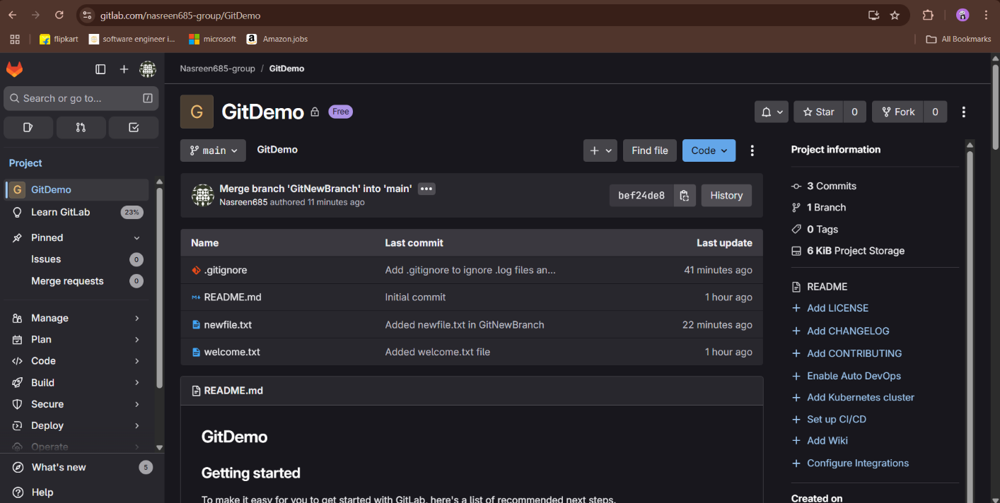 gitlab.com/nasreen685-group/GitDemo
flipkart
software engineer i...
microsoft
Amazon.jobs
All Bookmarks
Search or go to...
/
Project
G GitDemo
Learn GitLab 23%
Pinned
Issues 0
Merge requests 0
Manage
Plan
Code
Build
Secure
Deploy
Operate
What's new 5
Help
Nasreen685-group / GitDemo
G GitDemo Free
Star 0
Fork 0
main
GitDemo
Find file
Code
Merge branch 'GitNewBranch' into 'main'
Nasreen685 authored 11 minutes ago
bef24de8
History
Name Last commit Last update
.gitignore Add .gitignore to ignore .log files an... 41 minutes ago
README.md Initial commit 1 hour ago
newfile.txt Added newfile.txt in GitNewBranch 22 minutes ago
welcome.txt Added welcome.txt file 1 hour ago
README.md
GitDemo
Getting started
To make it easy for you to get started with GitLab, here's a list of recommended next steps.
Project information
3 Commits
1 Branch
0 Tags
6 KiB Project Storage
README
+ Add LICENSE
+ Add CHANGELOG
+ Add CONTRIBUTING
+ Enable Auto DevOps
+ Add Kubernetes cluster
+ Set up CI/CD
+ Add Wiki
+ Configure Integrations
Created on